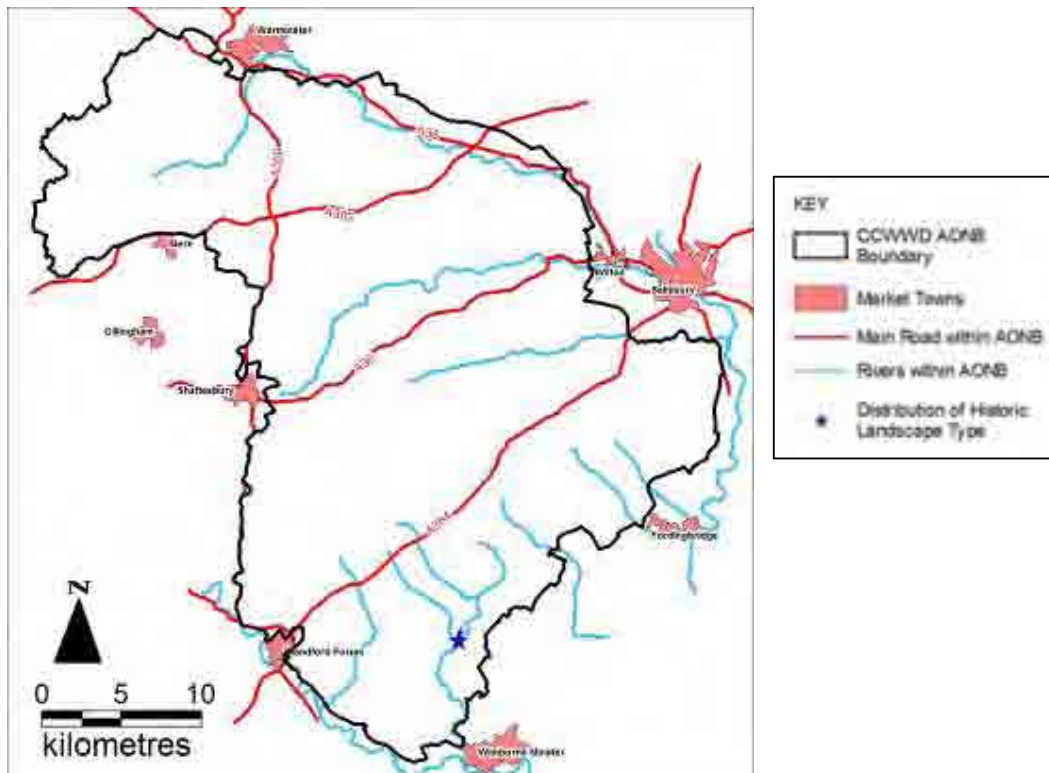 Warminster
A36
A350
A303
Mere
Wilton
Salisbury
Gillingham
Shaftesbury
A30
A354
Fordingbridge
Blandford Forum
Wimborne Minster
N
0 5 10
kilometres
KEY
CCWWD AONB
Boundary
Market Towns
Main Road within AONB
Rivers within AONB
Distribution of Historic
Landscape Type